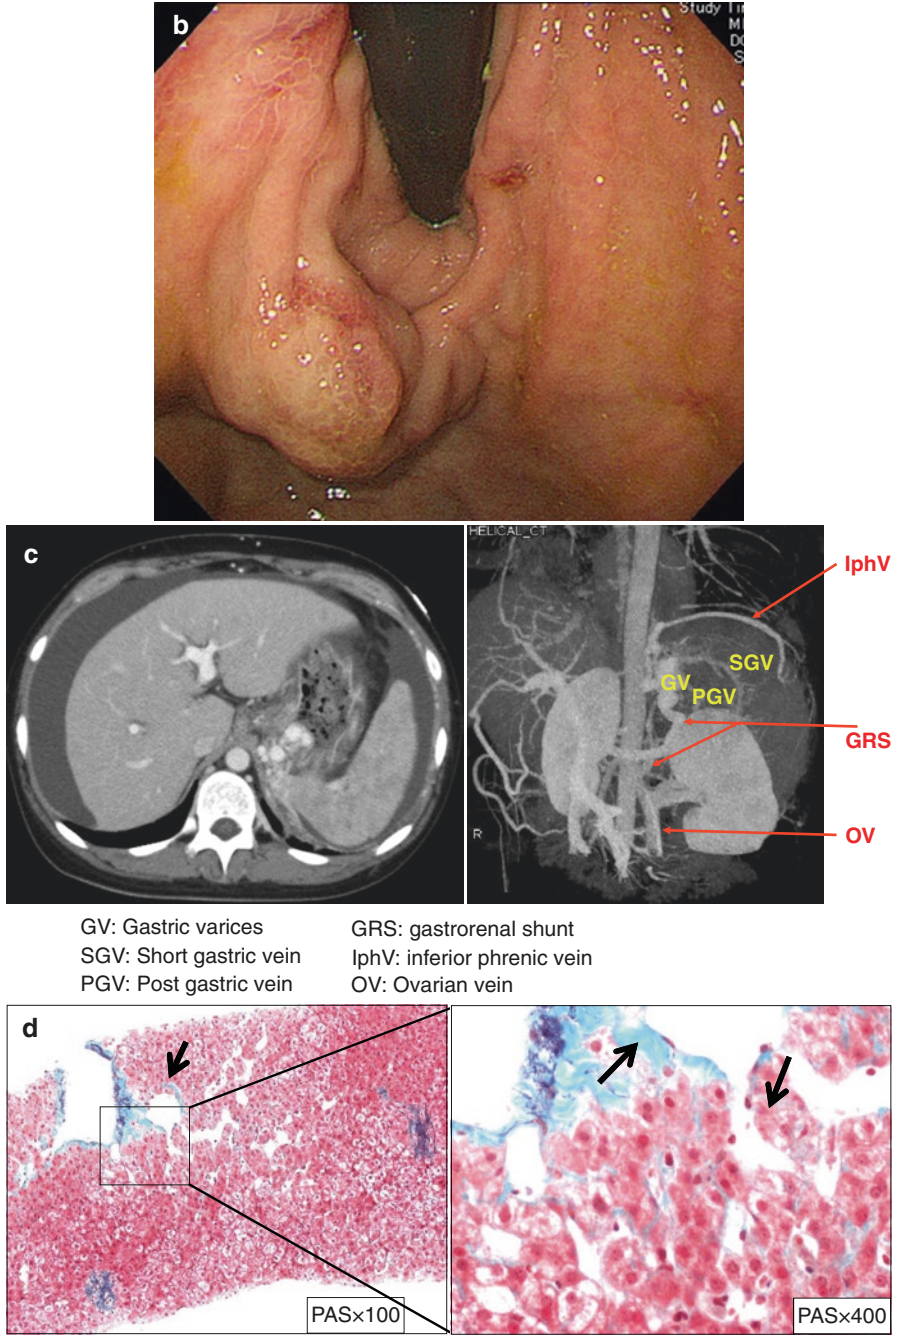 b
Study Ti
M
D
S
c
HELICAL_CT
IphV
SGV
GV
PGV
GRS
R
OV
GV: Gastric varices
GRS: gastrorenal shunt
SGV: Short gastric vein
IphV: inferior phrenic vein
PGV: Post gastric vein
OV: Ovarian vein
d
PAS×100
PAS×400